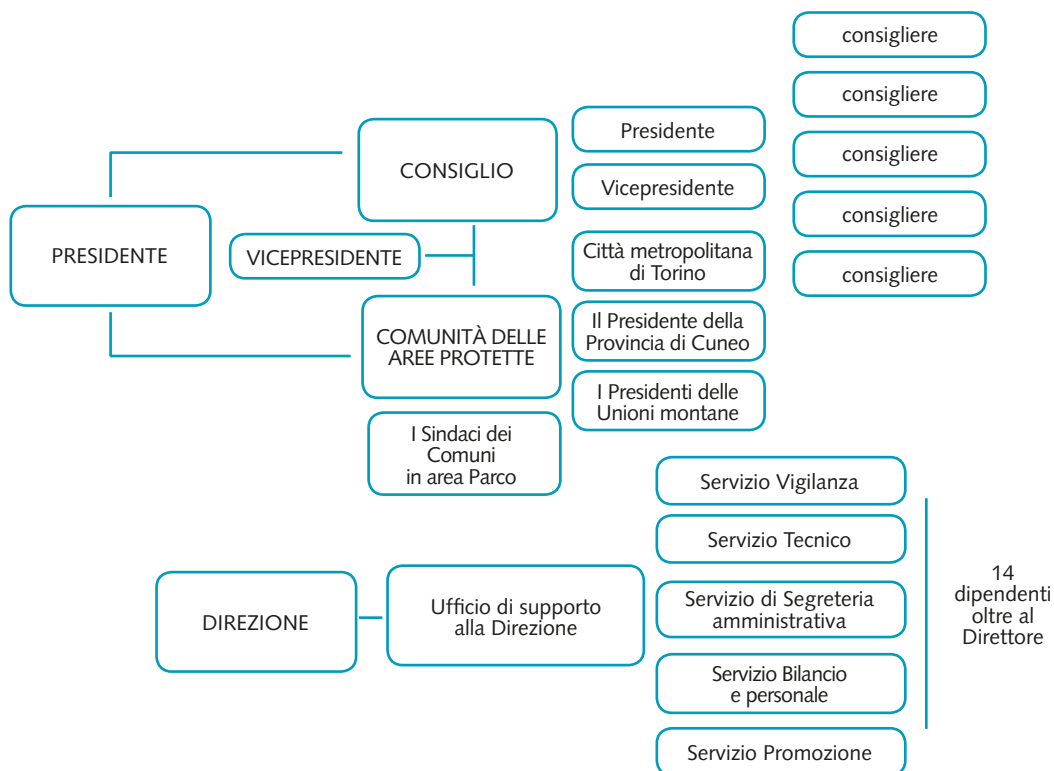 consigliere
consigliere
consigliere
consigliere
consigliere
Presidente
Vicepresidente
CONSIGLIO
PRESIDENTE
VICEPRESIDENTE
Città metropolitana
di Torino
COMUNITÀ DELLE
AREE PROTETTE
Il Presidente della
Provincia di Cuneo
I Presidenti delle
Unioni montane
I Sindaci dei
Comuni
in area Parco
DIREZIONE
Ufficio di supporto
alla Direzione
Servizio Vigilanza
Servizio Tecnico
Servizio di Segreteria
amministrativa
Servizio Bilancio
e personale
Servizio Promozione
14
dipendenti
oltre al
Direttore